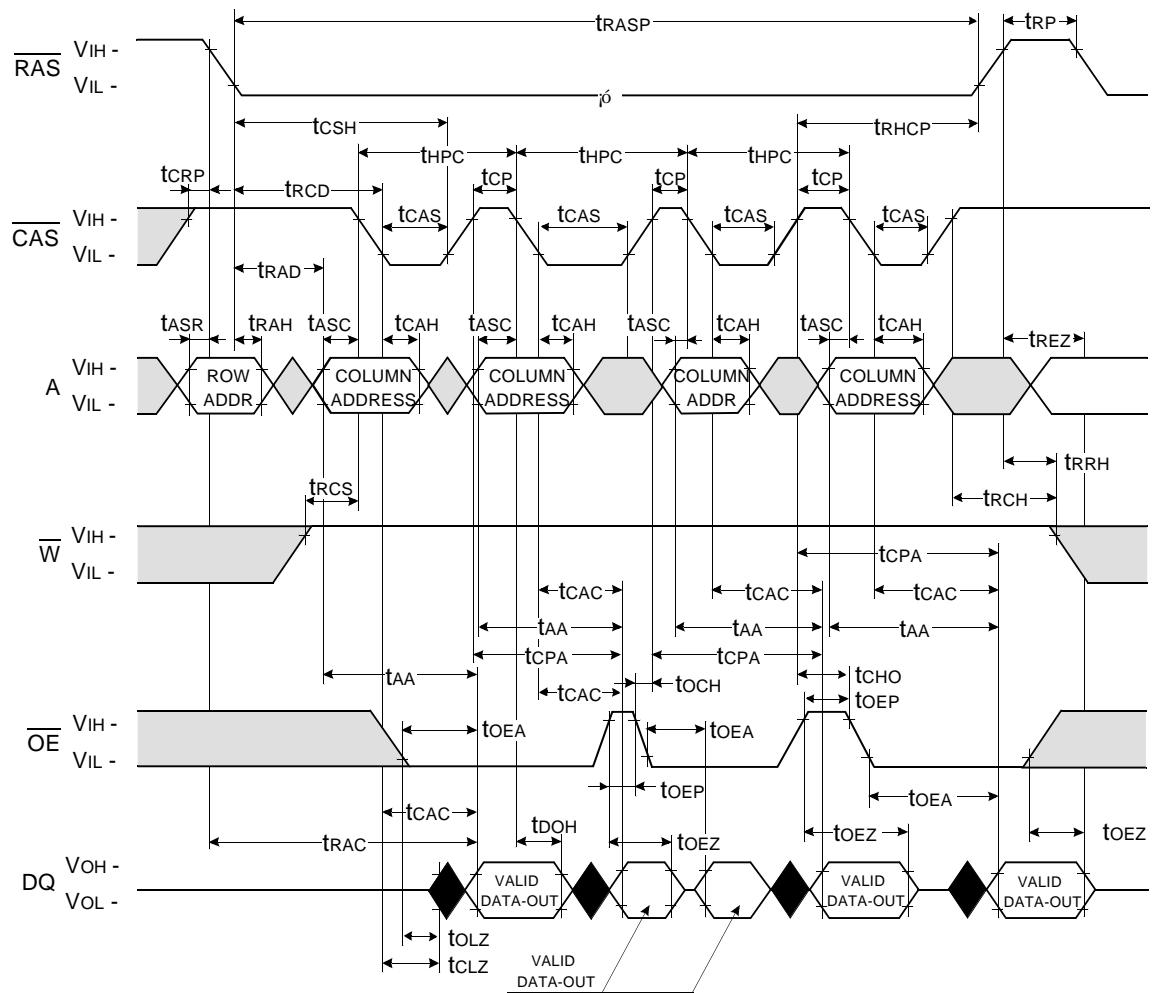 tRASP tRP
RAS VIH -
VIL -
¡ó
tCSH tRHCP
tHPC tHPC tHPC
tCRP tRCD tCP tCP tCP
CAS VIH -
VIL -
tCAS tCAS tCAS tCAS
tRAD
tASR tRAH tASC tCAH tASC tCAH tASC tCAH tASC tCAH tREZ
A VIH -
VIL -
ROW ADDR
COLUMN ADDRESS
COLUMN ADDRESS
COLUMN ADDR
COLUMN ADDRESS
tRRH
tRCS tRCH
W VIH -
VIL -
tCPA
tCAC tCAC tCAC
tAA tAA tAA
tCPA tCPA
tAA tCAC tOCH tCHO
tOEP
OE VIH -
VIL -
tOEA tOEA
tOEP
tOEA
tCAC
tRAC tDOH tOEZ tOEZ tOEZ
DQ VOH -
VOL -
VALID DATA-OUT
VALID DATA-OUT
VALID DATA-OUT
tOLZ
tCLZ
VALID
DATA-OUT